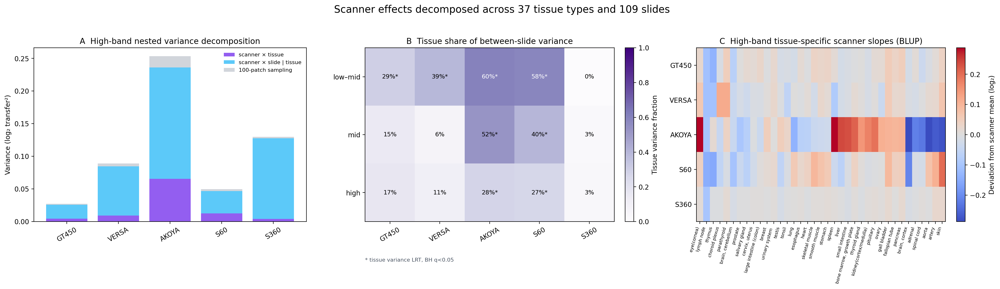 Scanner effects decomposed across 37 tissue types and 109 slides
A  High-band nested variance decomposition
Variance (log₂ transfer²)
0.25
0.20
0.15
0.10
0.05
0.00
scanner × tissue
scanner × slide | tissue
100-patch sampling
GT450
VERSA
AKOYA
S60
S360
B  Tissue share of between-slide variance
low–mid
29%*
39%*
60%*
58%*
0%
mid
15%
6%
52%*
40%*
3%
high
17%
11%
28%*
27%*
3%
GT450
VERSA
AKOYA
S60
S360
* tissue variance LRT, BH q<0.05
1.0
0.8
0.6
0.4
0.2
0.0
Tissue variance fraction
C  High-band tissue-specific scanner slopes (BLUP)
GT450
VERSA
AKOYA
S60
S360
eye(cornea)
lymph node
thymus
choroid plexus
parathyroid
brain, cerebellum
prostate
salivary gland
cervix, uterus
large intestine (colon)
breast
urinary system
testis
tonsil
lung
esophagus
heart
skeletal muscle
smooth muscle
stomach
spleen
liver
small intestine
bone marrow, growth plate
thyroid gland
kidney(cortex/medulla)
pituitary
ovary
gall bladder
fallopian tube
pancreas
brain, cortex
adrenal
spinal cord
aorta
artery
skin
0.2
0.1
0.0
−0.1
−0.2
Deviation from scanner mean (log₂)